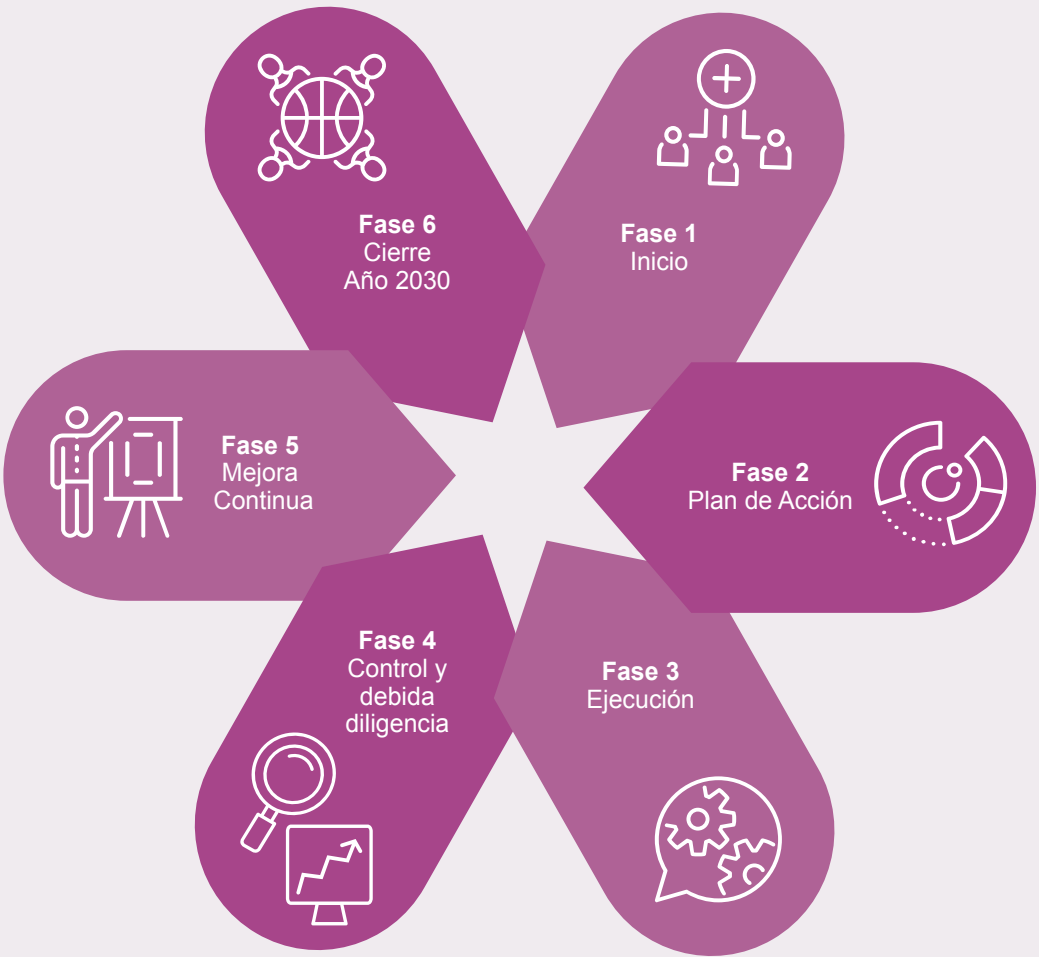 Fase 1
Inicio
Fase 2
Plan de Acción
Fase 3
Ejecución
Fase 4
Control y
debida
diligencia
Fase 5
Mejora
Continua
Fase 6
Cierre
Año 2030